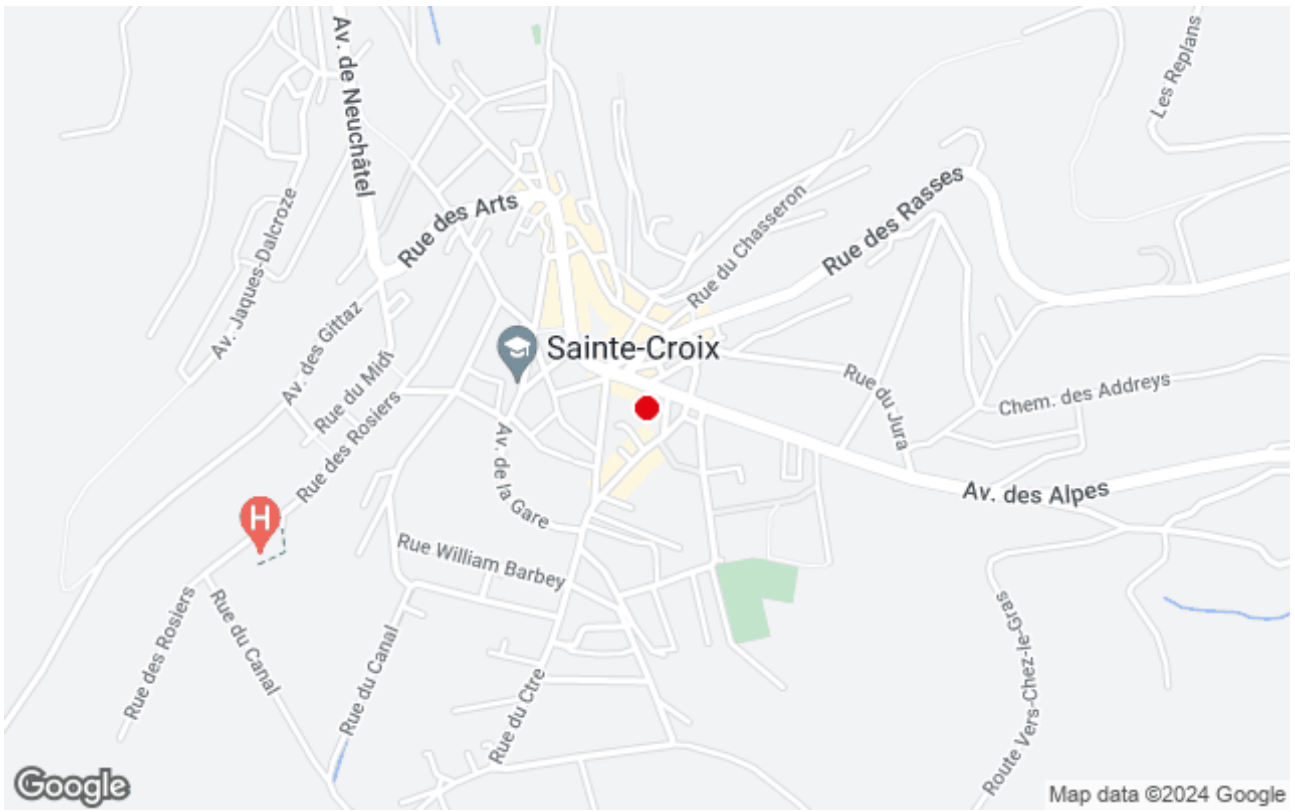 Av. de Neuchâtel
Les Replans
Rue des Arts
Av. Jaques-Dalcroze
Rue du Chasseron
Rue des Rasses
Av. des Gittaz
Rue du Midi
Sainte-Croix
Rue du Jura
Chem. des Addreys
Rue des Rosiers
Av. de la Gare
Av. des Alpes
H
Rue William Barbey
Rue des Rosiers
Rue du Canal
Rue du Canal
Rue du Ctre
Route Vers-Chez-le-Gras
Google
Map data ©2024 Google